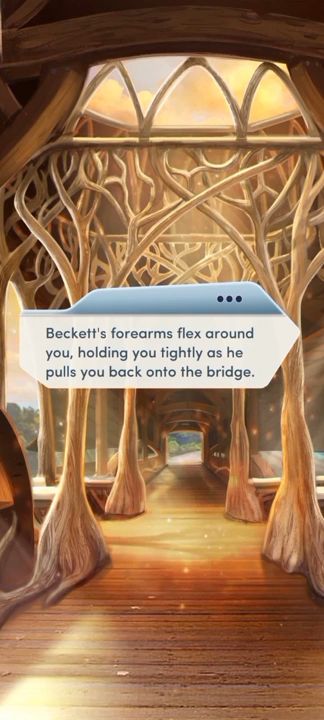 Beckett's forearms flex around
you, holding you tightly as he
pulls you back onto the bridge.